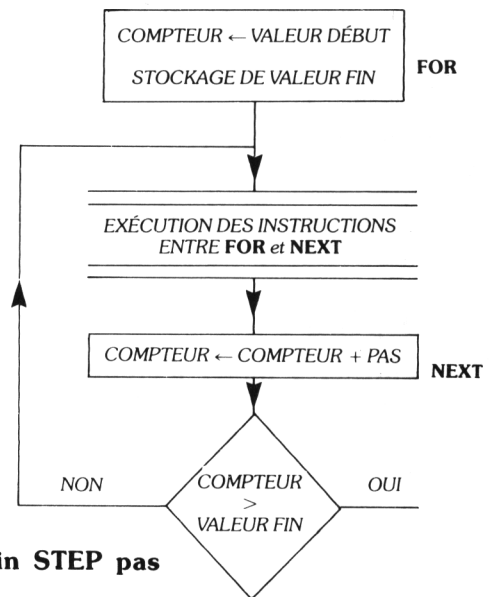 COMPTEUR ← VALEUR DÉBUT
STOCKAGE DE VALEUR FIN
FOR
EXÉCUTION DES INSTRUCTIONS
ENTRE FOR et NEXT
COMPTEUR ← COMPTEUR + PAS
NEXT
NON
COMPTEUR
>
VALEUR FIN
OUI
in STEP pas